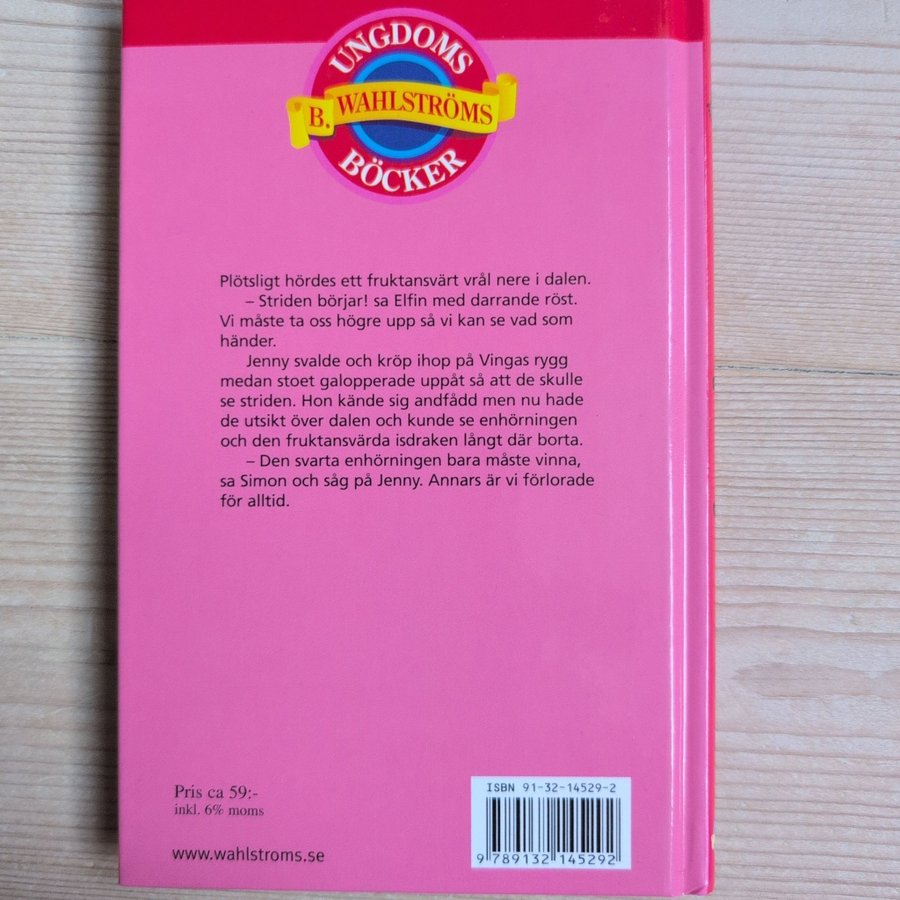 UNGDOMS
B. WAHLSTRÖMS
BÖCKER
Plötsligt hördes ett fruktansvärt vrål nere i dalen.
– Striden börjar! sa Elfin med darrande röst.
Vi måste ta oss högre upp så vi kan se vad som
händer.
Jenny svalde och kröp ihop på Vingas rygg
medan stoet galopperade uppåt så att de skulle
se striden. Hon kände sig andfådd men nu hade
de utsikt över dalen och kunde se enhörningen
och den fruktansvärda isdraken långt där borta.
– Den svarta enhörningen bara måste vinna,
sa Simon och såg på Jenny. Annars är vi förlorade
för alltid.
Pris ca 59:-
inkl. 6% moms
www.wahlstroms.se
ISBN 91-32-14529-2
9 789132 145292